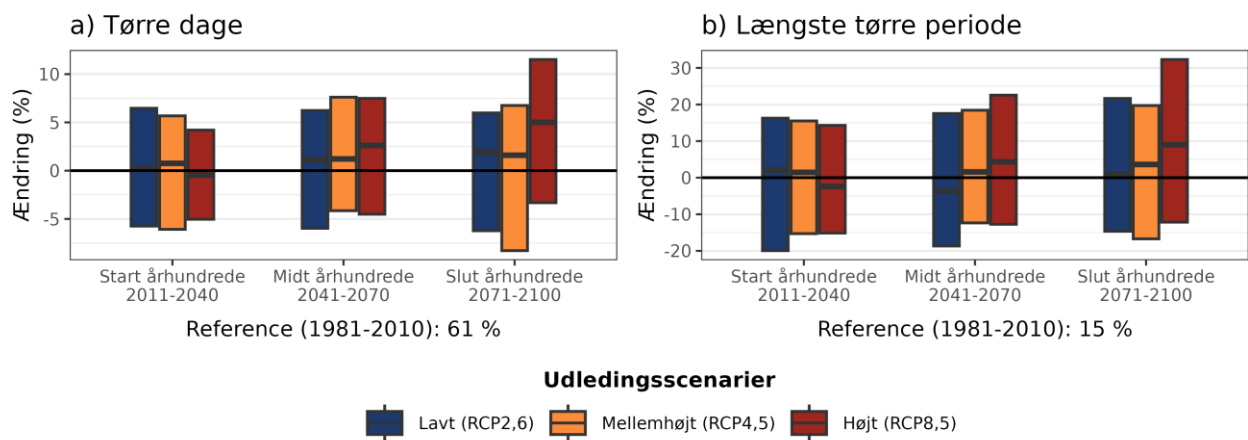 a) Tørre dage
b) Længste tørre periode
Ændring (%)
10
5
0
-5
Start århundrede
2011-2040
Midt århundrede
2041-2070
Slut århundrede
2071-2100
Reference (1981-2010): 61 %
Ændring (%)
30
20
10
0
-10
-20
Start århundrede
2011-2040
Midt århundrede
2041-2070
Slut århundrede
2071-2100
Reference (1981-2010): 15 %
Udledingsscenarier
Lavt (RCP2,6)
Mellemhøjt (RCP4,5)
Højt (RCP8,5)